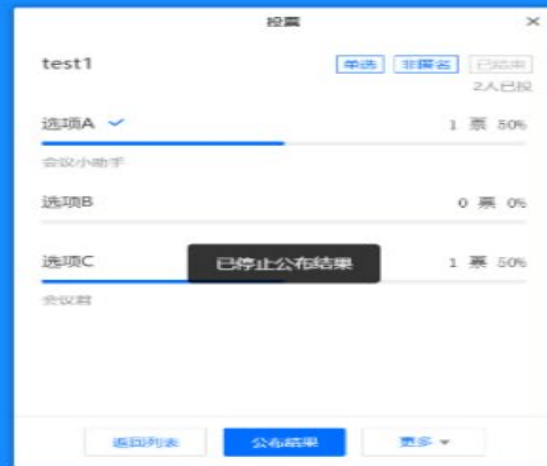 投票
test1 单选 非匿名 已结束
2人已投
选项A 1 票 50%
会议小助手
选项B 0 票 0%
选项C 1 票 50%
已停止公布结果
会议君
返回列表 公布结果 更多